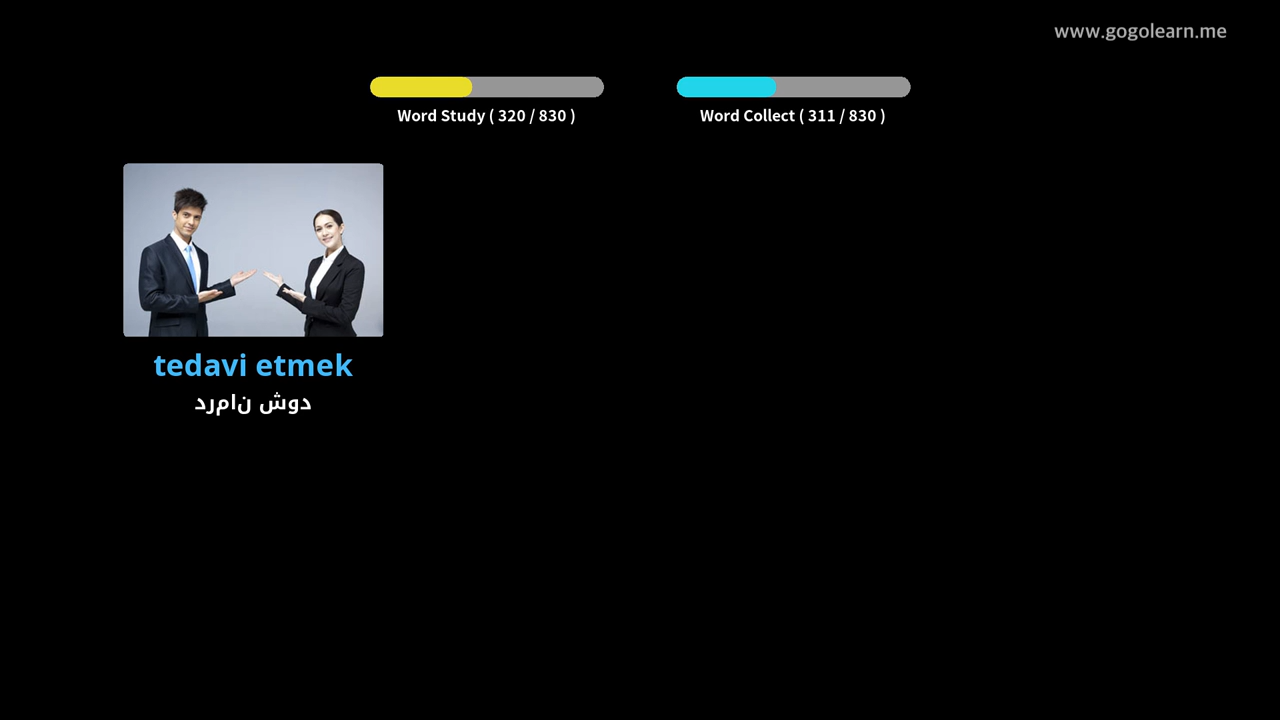 www.gogolearn.me
Word Study ( 320 / 830 )
Word Collect ( 311 / 830 )
tedavi etmek
دوش نامرد